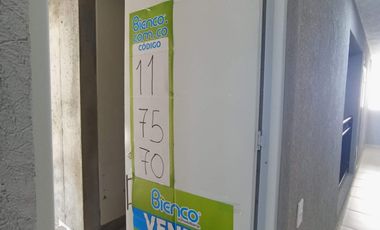 Bienco.
com.co
CÓDIGO
11
75
70
Bienco
VEN